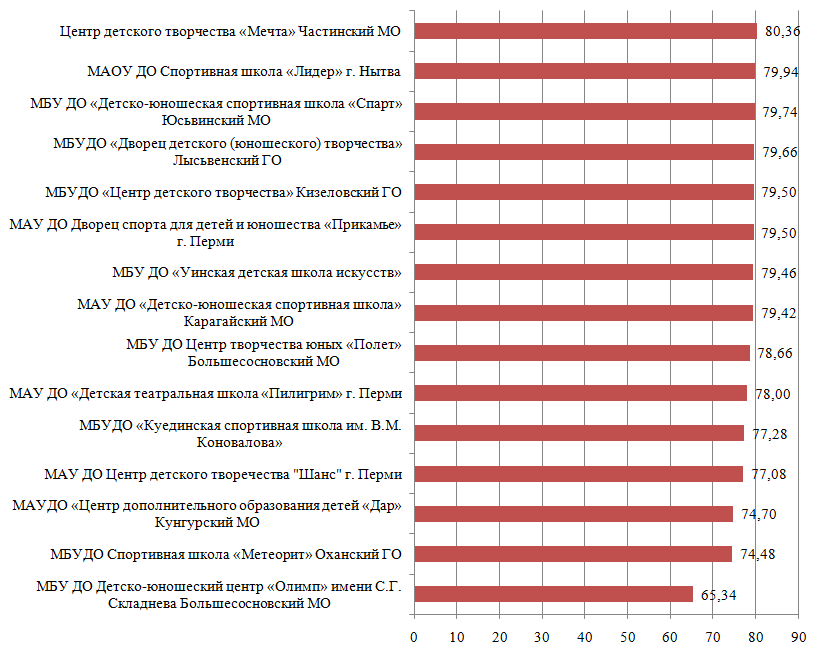 Центр детского творчества «Мечта» Частинский МО
80,36
МАОУ ДО Спортивная школа «Лидер» г. Нытва
79,94
МБУ ДО «Детско-юношеская спортивная школа «Спарт»
Юсьвинский МО
79,74
МБУДО «Дворец детского (юношеского) творчества»
Лысьвенский ГО
79,66
МБУДО «Центр детского творчества» Кизеловский ГО
79,50
МАУ ДО Дворец спорта для детей и юношества «Прикамье»
г. Перми
79,50
МБУ ДО «Уинская детская школа искусств»
79,46
МАУ ДО «Детско-юношеская спортивная школа»
Карагайский МО
79,42
МБУ ДО Центр творчества юных «Полет»
Большесосновский МО
78,66
МАУ ДО «Детская театральная школа «Пилигрим» г. Перми
78,00
МБУДО «Куединская спортивная школа им. В.М.
Коновалова»
77,28
МАУ ДО Центр детского творечества "Шанс" г. Перми
77,08
МАУДО «Центр дополнительного образования детей «Дар»
Кунгурский МО
74,70
МБУДО Спортивная школа «Метеорит» Оханский ГО
74,48
МБУ ДО Детско-юношеский центр «Олимп» имени С.Г.
Складнева Большесосновский МО
65,34
0 10 20 30 40 50 60 70 80 90